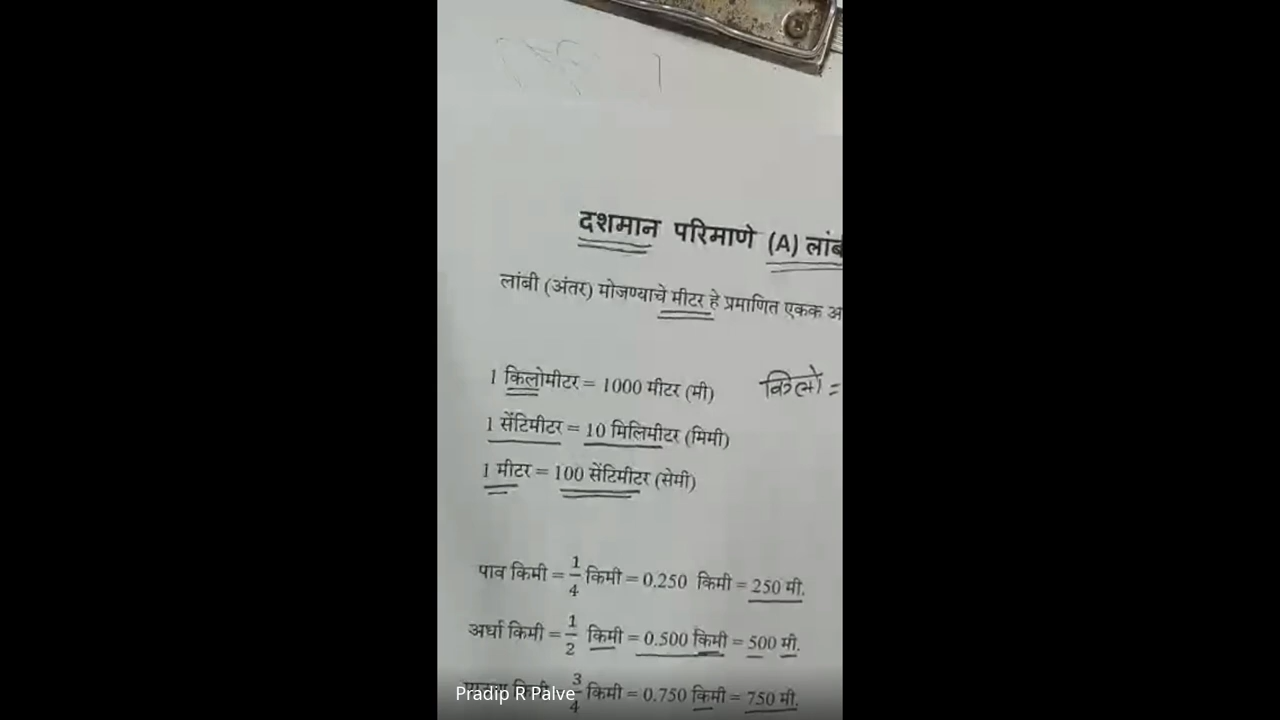 दशमान परिमाणे (A) लांब
लांबी (अंतर) मोजण्याचे मीटर हे प्रमाणित एकक अ
1 किलोमीटर = 1000 मीटर (मी) किलो =
1 सेंटिमीटर = 10 मिलिमीटर (मिमी)
1 मीटर = 100 सेंटिमीटर (सेमी)
पाव किमी = 1/4 किमी = 0.250 किमी = 250 मी.
अर्धा किमी = 1/2 किमी = 0.500 किमी = 500 मी.
3/4 किमी = 0.750 किमी = 750 मी.
Pradip R Palve